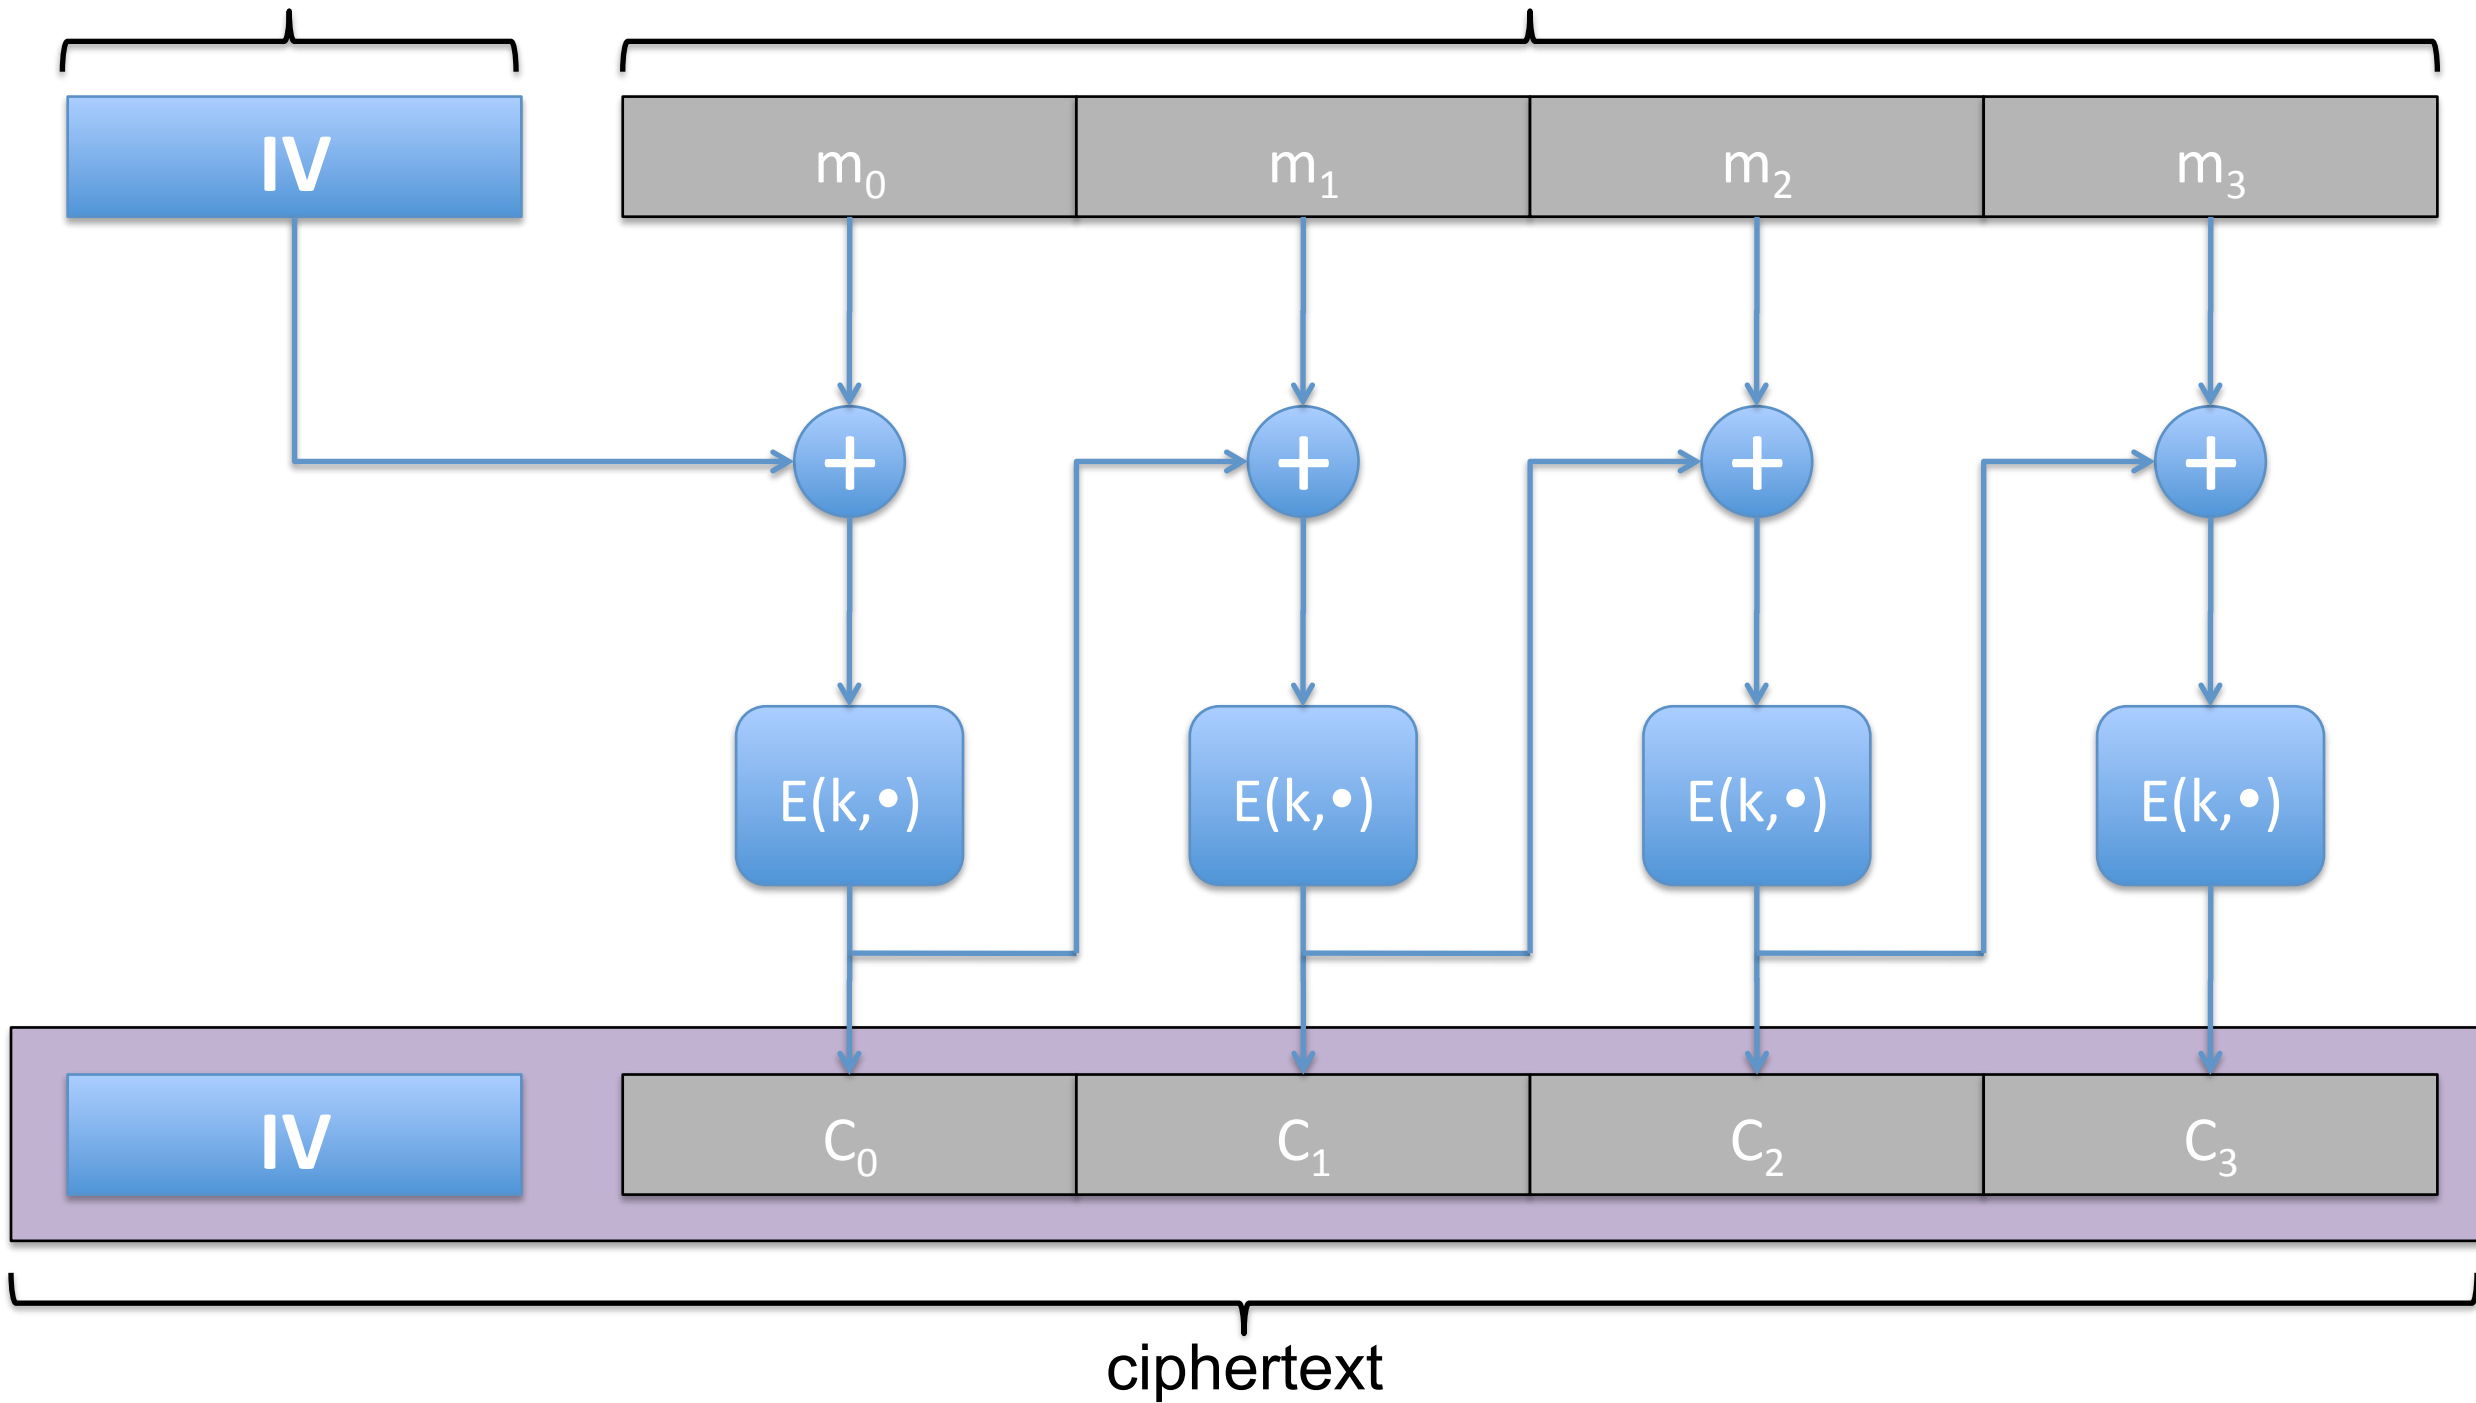 IV m₀ m₁ m₂ m₃
+ + + +
E(k,•) E(k,•) E(k,•) E(k,•)
IV C₀ C₁ C₂ C₃
ciphertext